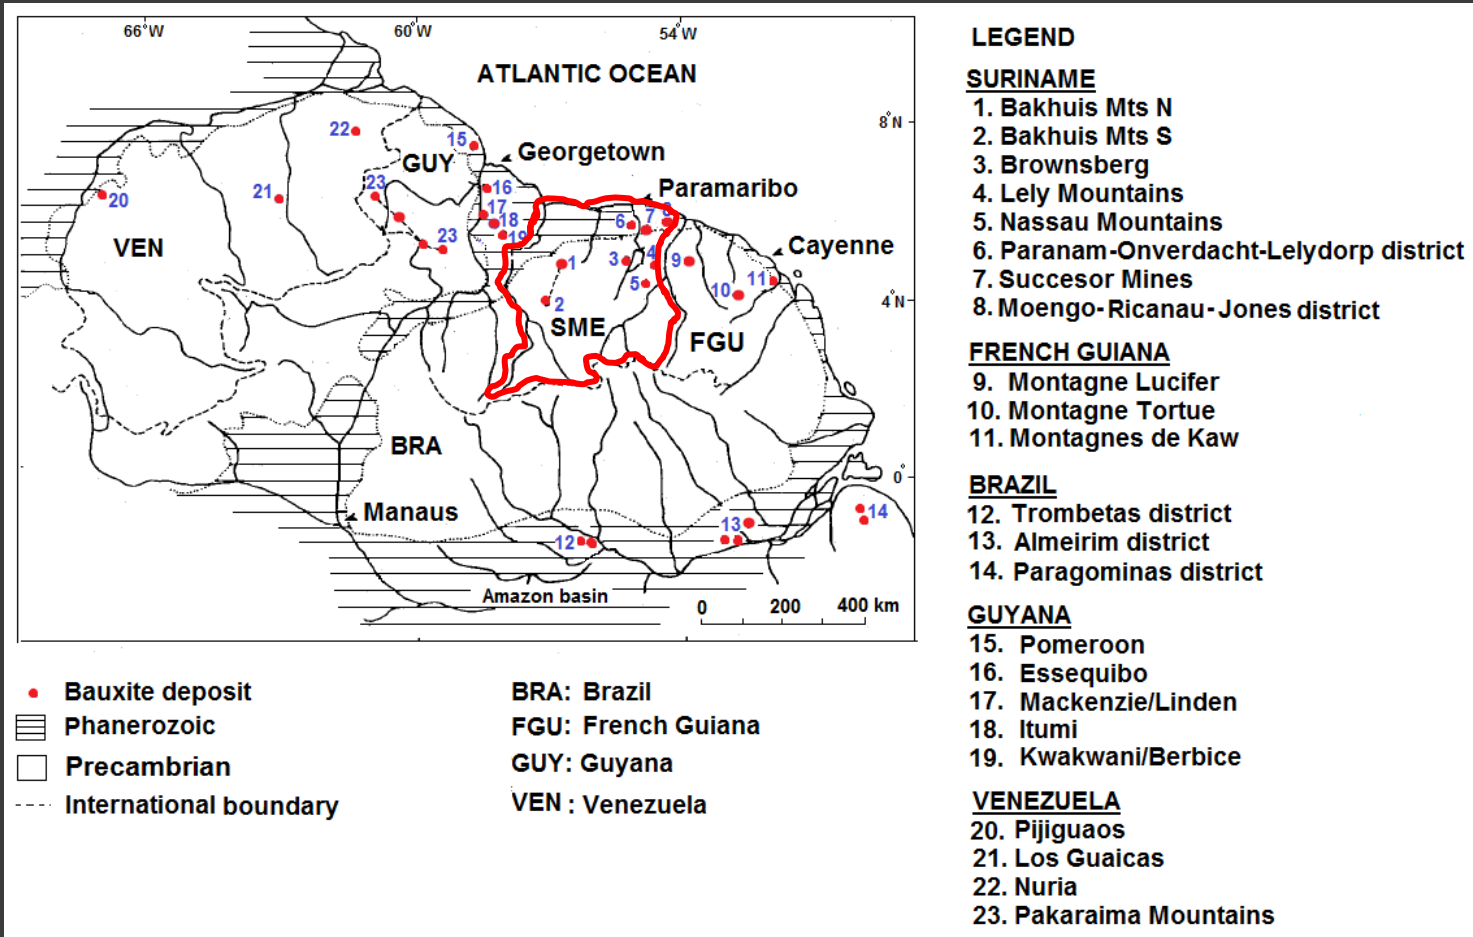 66°W 60°W 54°W
ATLANTIC OCEAN
8°N
22
15
Georgetown
GUY
23
16
Paramaribo
20
21
17
18
6
7
8
19
23
VEN
Cayenne
1
3
4
9
11
5
10
2
4°N
SME
FGU
BRA
0°
Manaus
13
14
12
Amazon basin
0 200 400 km
Bauxite deposit
Phanerozoic
Precambrian
International boundary
BRA: Brazil
FGU: French Guiana
GUY: Guyana
VEN : Venezuela
LEGEND
SURINAME
1. Bakhuis Mts N
2. Bakhuis Mts S
3. Brownsberg
4. Lely Mountains
5. Nassau Mountains
6. Paranam-Onverdacht-Lelydorp district
7. Succesor Mines
8. Moengo-Ricanau-Jones district
FRENCH GUIANA
9. Montagne Lucifer
10. Montagne Tortue
11. Montagnes de Kaw
BRAZIL
12. Trombetas district
13. Almeirim district
14. Paragominas district
GUYANA
15. Pomeroon
16. Essequibo
17. Mackenzie/Linden
18. Itumi
19. Kwakwani/Berbice
VENEZUELA
20. Pijiguaos
21. Los Guaicas
22. Nuria
23. Pakaraima Mountains